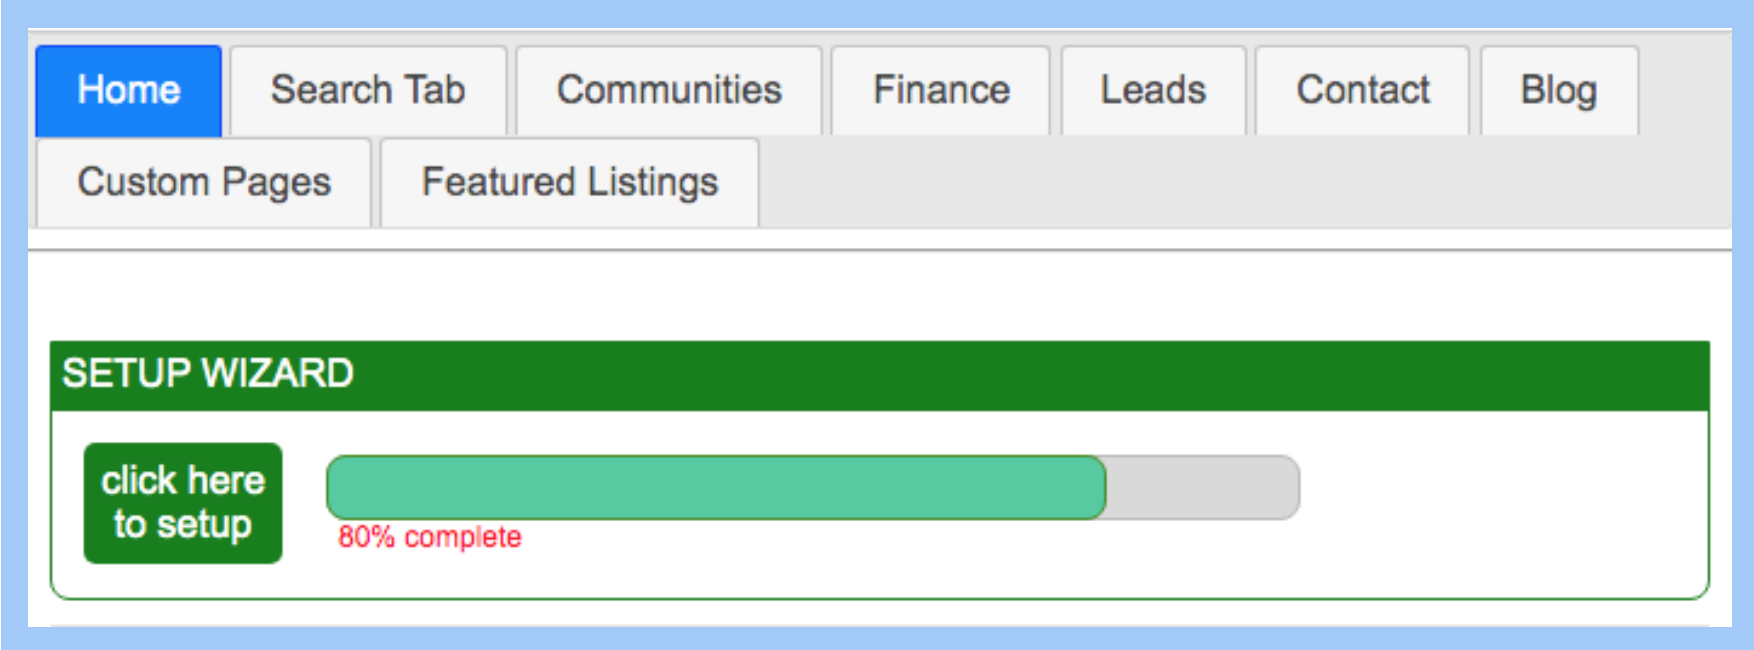 Home Search Tab Communities Finance Leads Contact Blog
Custom Pages Featured Listings
SETUP WIZARD
click here
to setup
80% complete